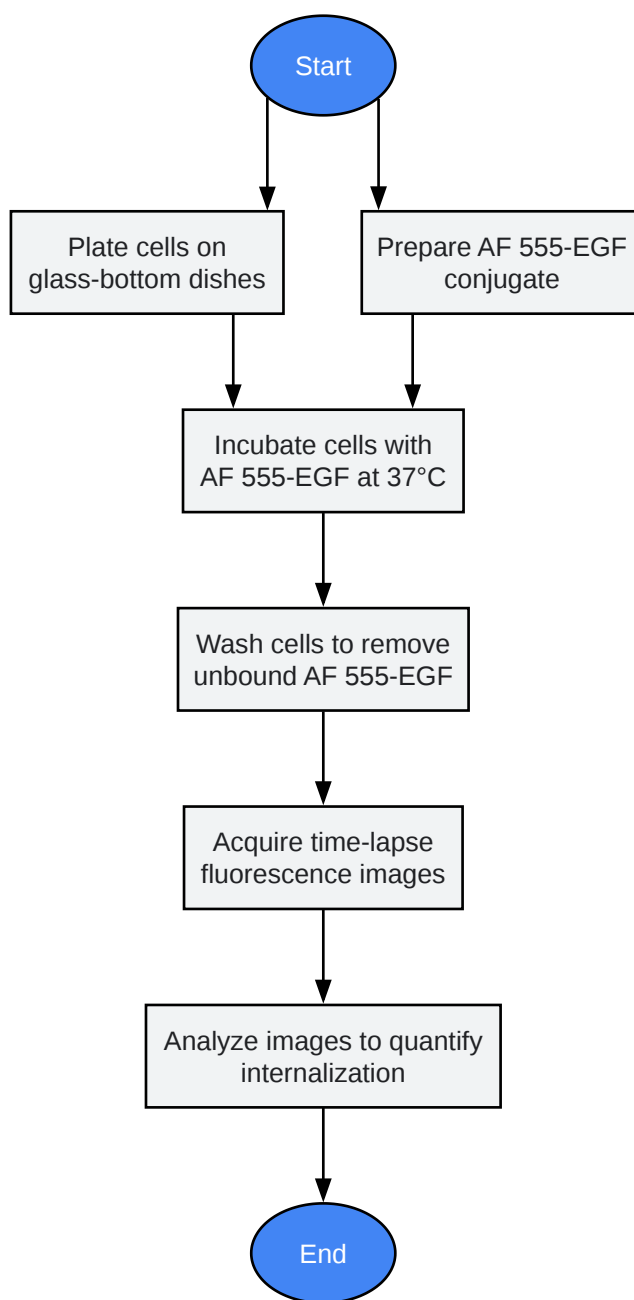 Start
Plate cells on
glass-bottom dishes
Prepare AF 555-EGF
conjugate
Incubate cells with
AF 555-EGF at 37°C
Wash cells to remove
unbound AF 555-EGF
Acquire time-lapse
fluorescence images
Analyze images to quantify
internalization
End